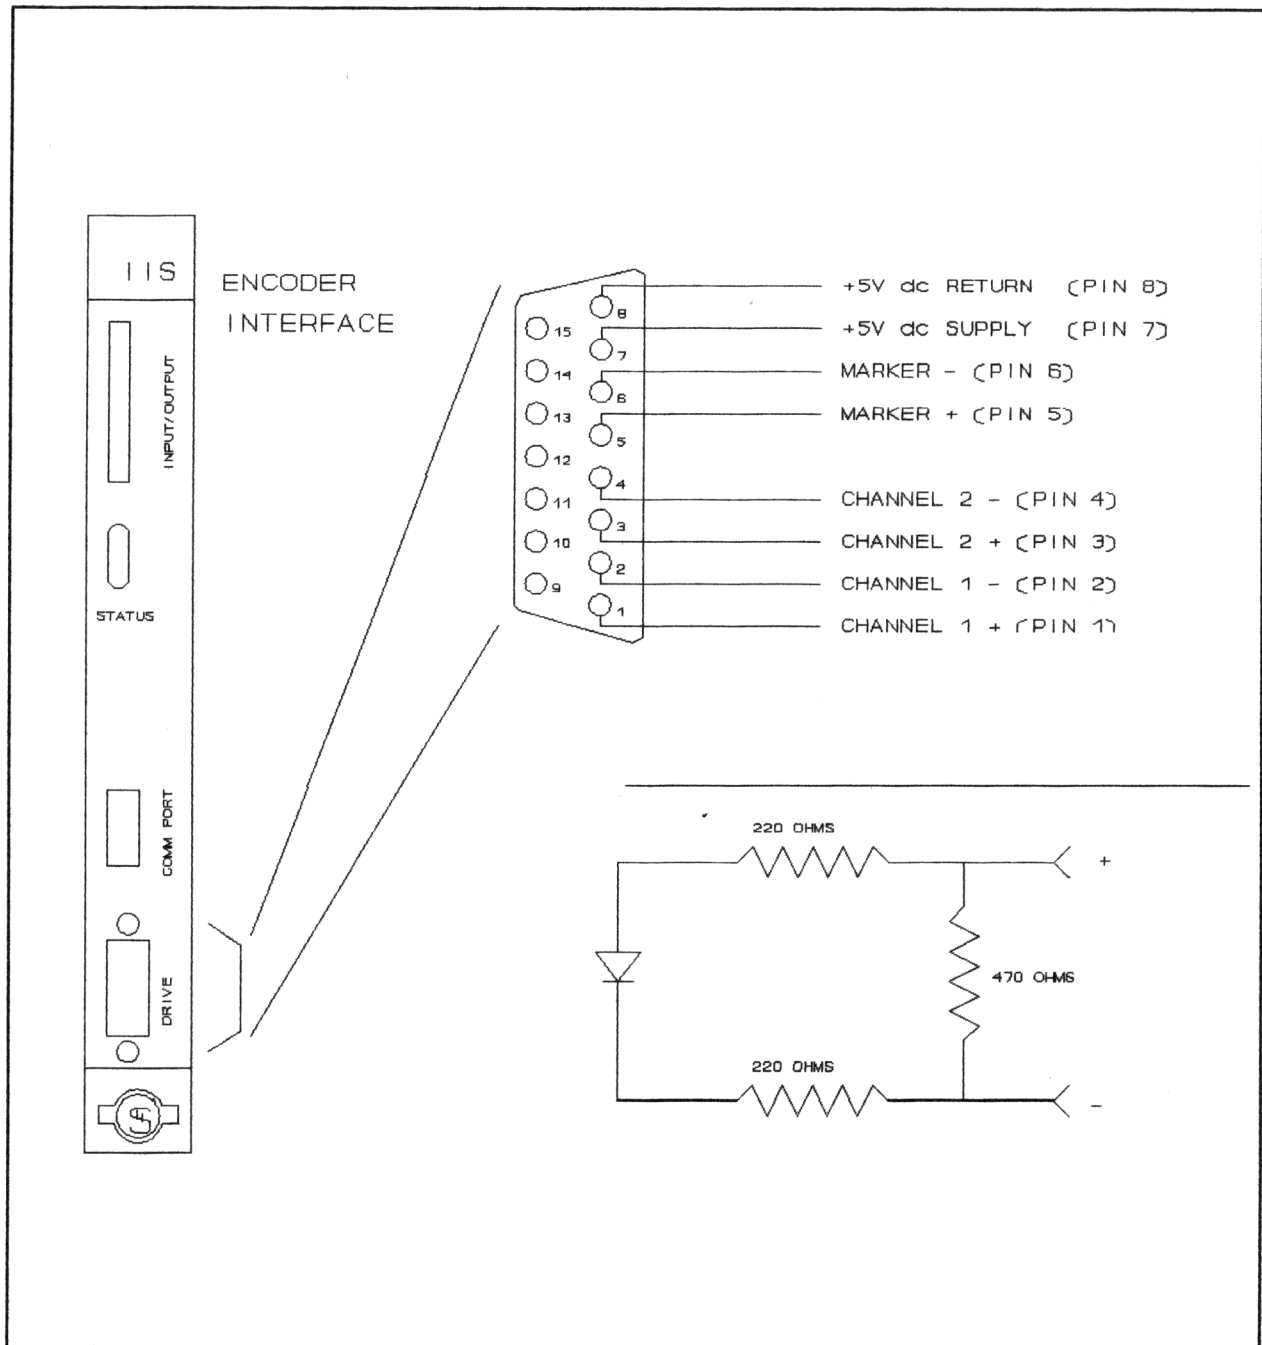 IIS
ENCODER
INTERFACE
INPUT/OUTPUT
STATUS
COMM PORT
DRIVE
8
7
6
5
4
3
2
1
15
14
13
12
11
10
9
+5V dc RETURN (PIN 8)
+5V dc SUPPLY (PIN 7)
MARKER - (PIN 6)
MARKER + (PIN 5)
CHANNEL 2 - (PIN 4)
CHANNEL 2 + (PIN 3)
CHANNEL 1 - (PIN 2)
CHANNEL 1 + (PIN 1)
220 OHMS
+
470 OHMS
220 OHMS
-